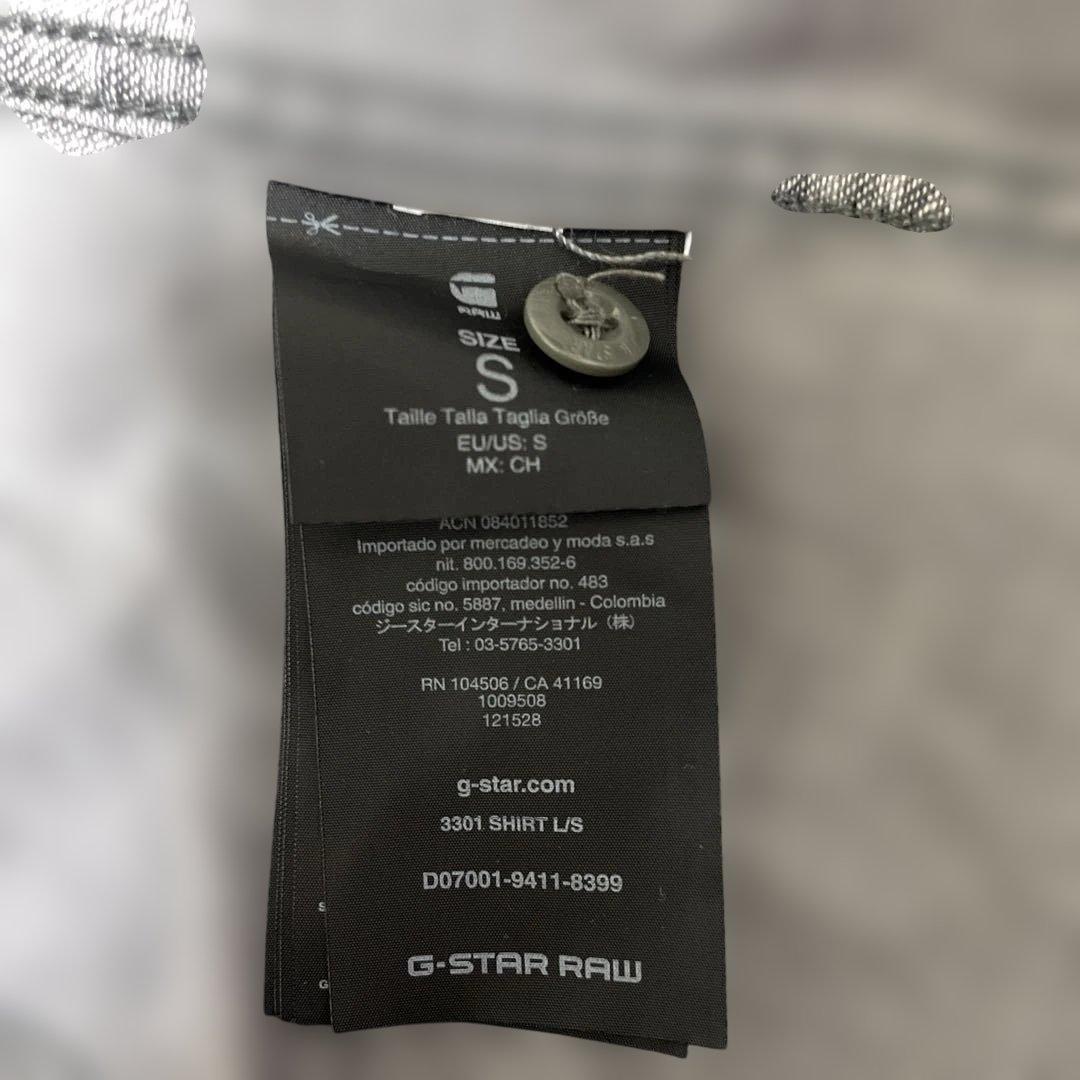 SIZE
S
Taille Talla Taglia Größe
EU/US: S
MX: CH
ACN 084011852
Importado por mercadeo y moda s.a.s
nit. 800.169.352-6
código importador no. 483
código sic no. 5887, medellin - Colombia
ジースターインターナショナル（株）
Tel : 03-5765-3301
RN 104506 / CA 41169
1009508
121528
g-star.com
3301 SHIRT L/S
D07001-9411-8399
S
G
G-STAR RAW